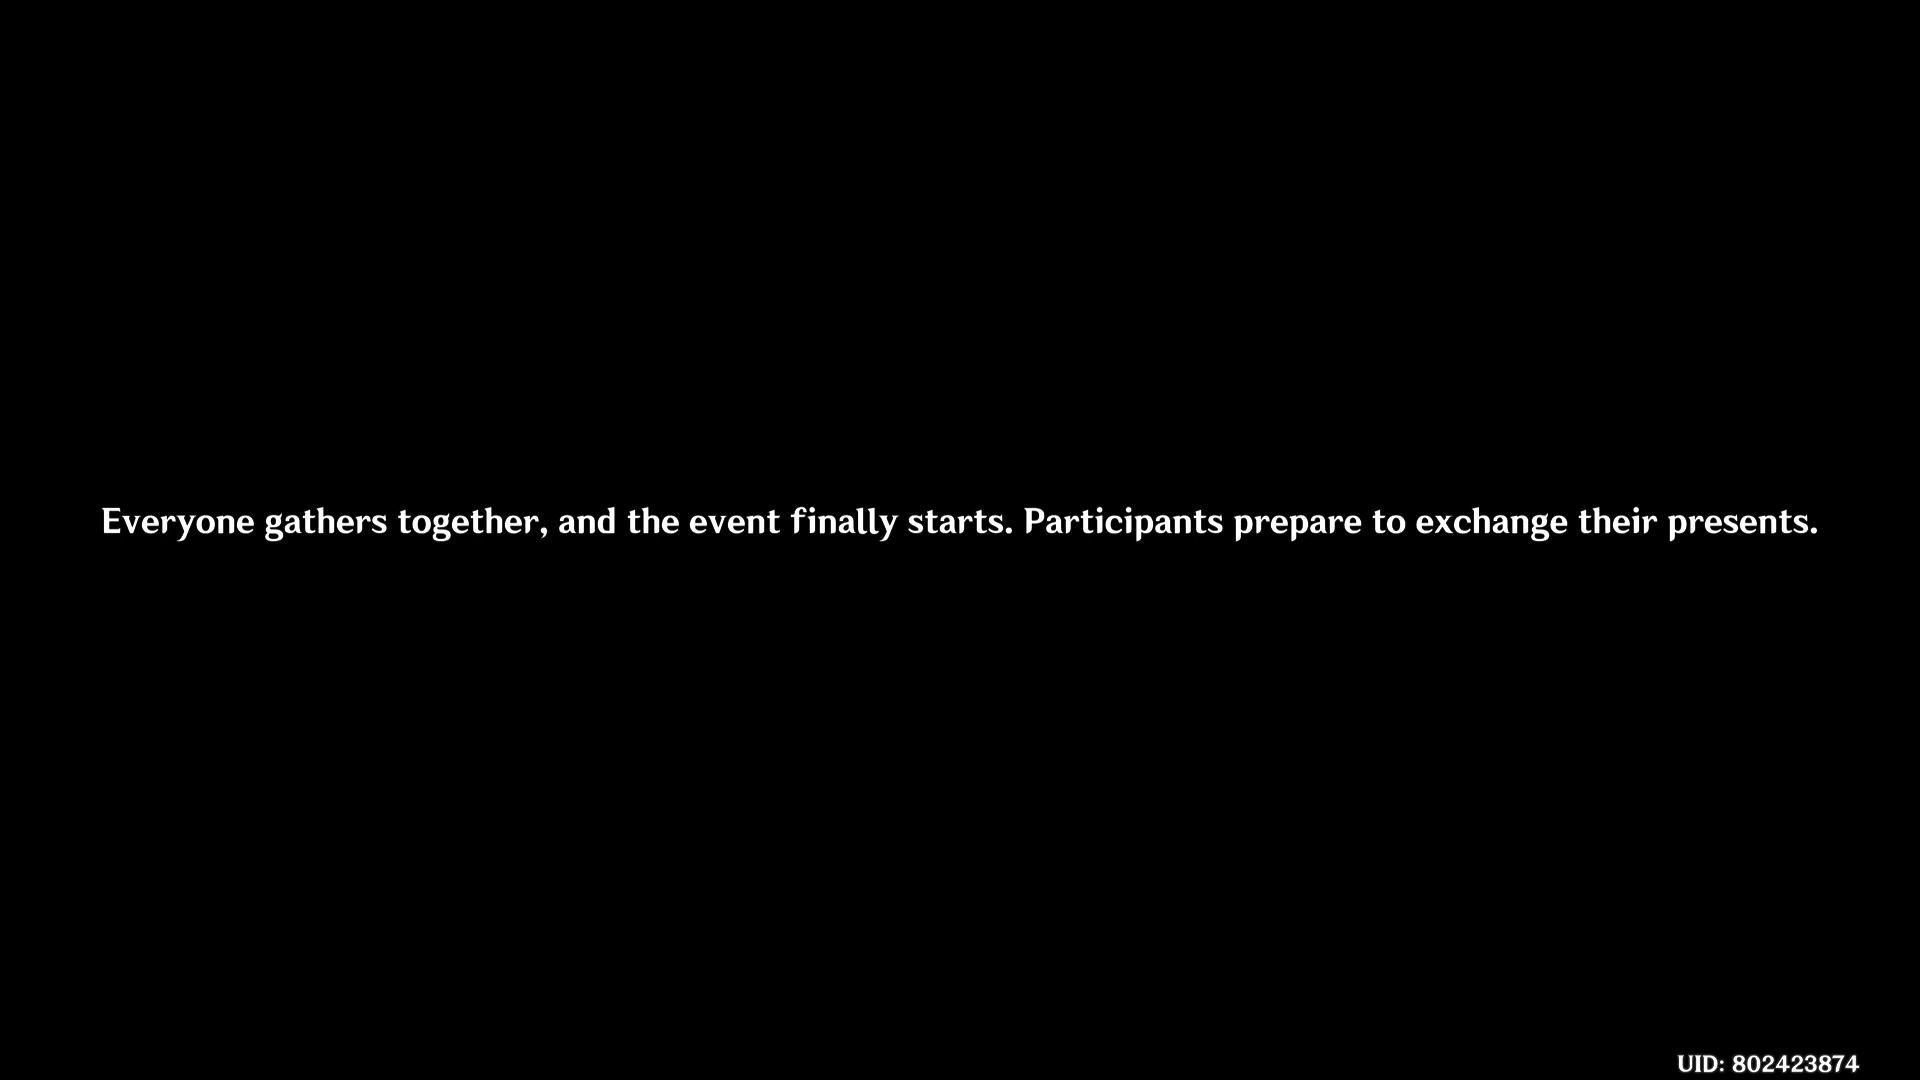 Everyone gathers together, and the event finally starts. Participants prepare to exchange their presents.
UID: 802423874